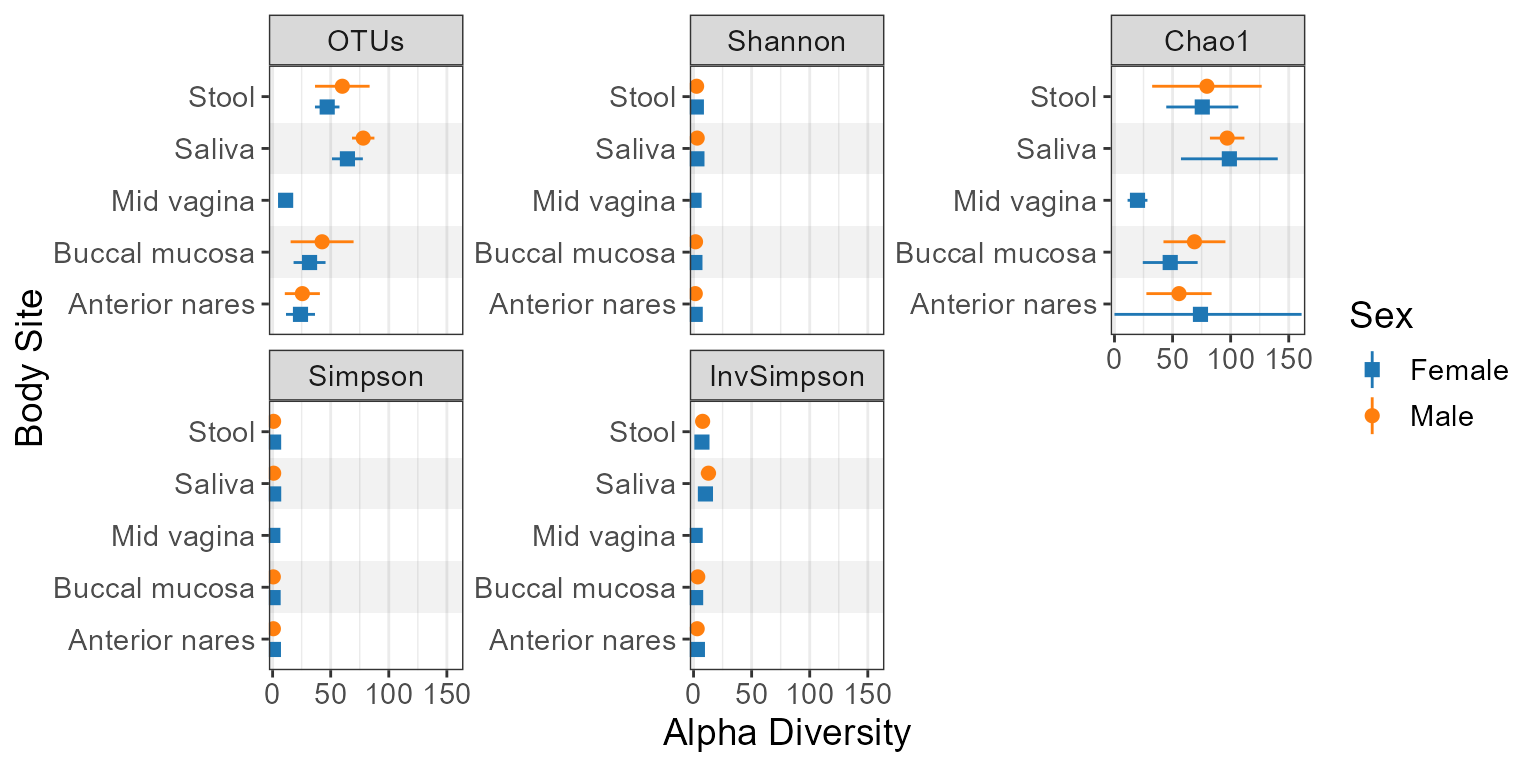 OTUs
Shannon
Chao1
Stool
Saliva
Mid vagina
Buccal mucosa
Anterior nares
Stool
Saliva
Mid vagina
Buccal mucosa
Anterior nares
Stool
Saliva
Mid vagina
Buccal mucosa
Anterior nares
0 50 100 150
Simpson
InvSimpson
Stool
Saliva
Mid vagina
Buccal mucosa
Anterior nares
0 50 100 150
Stool
Saliva
Mid vagina
Buccal mucosa
Anterior nares
0 50 100 150
Body Site
Alpha Diversity
Sex
Female
Male